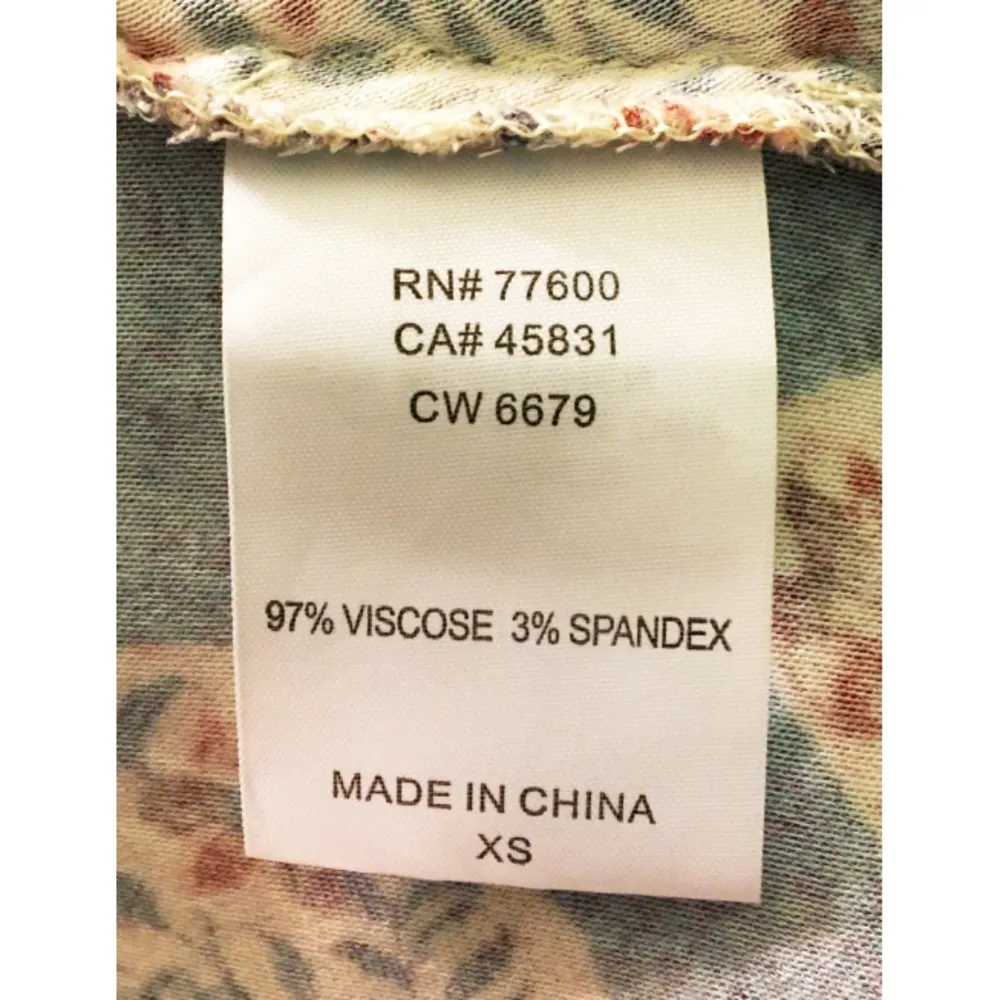 RN# 77600
CA# 45831
CW 6679
97% VISCOSE 3% SPANDEX
MADE IN CHINA
XS